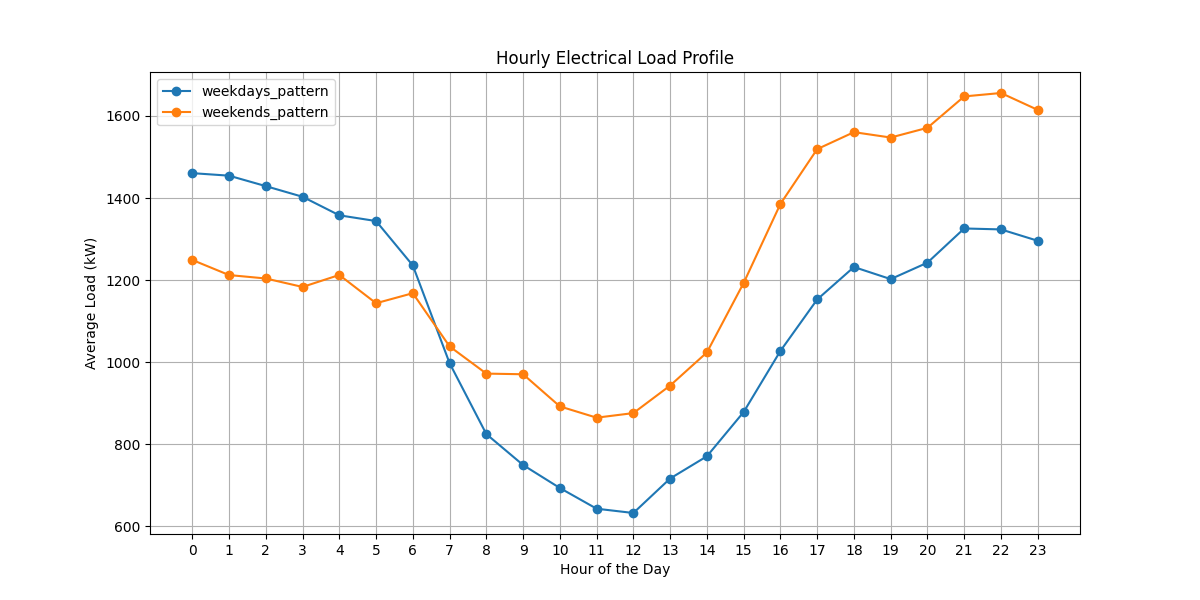 Hourly Electrical Load Profile
weekdays_pattern
weekends_pattern
Average Load (kW)
1600
1400
1200
1000
800
600
0 1 2 3 4 5 6 7 8 9 10 11 12 13 14 15 16 17 18 19 20 21 22 23
Hour of the Day